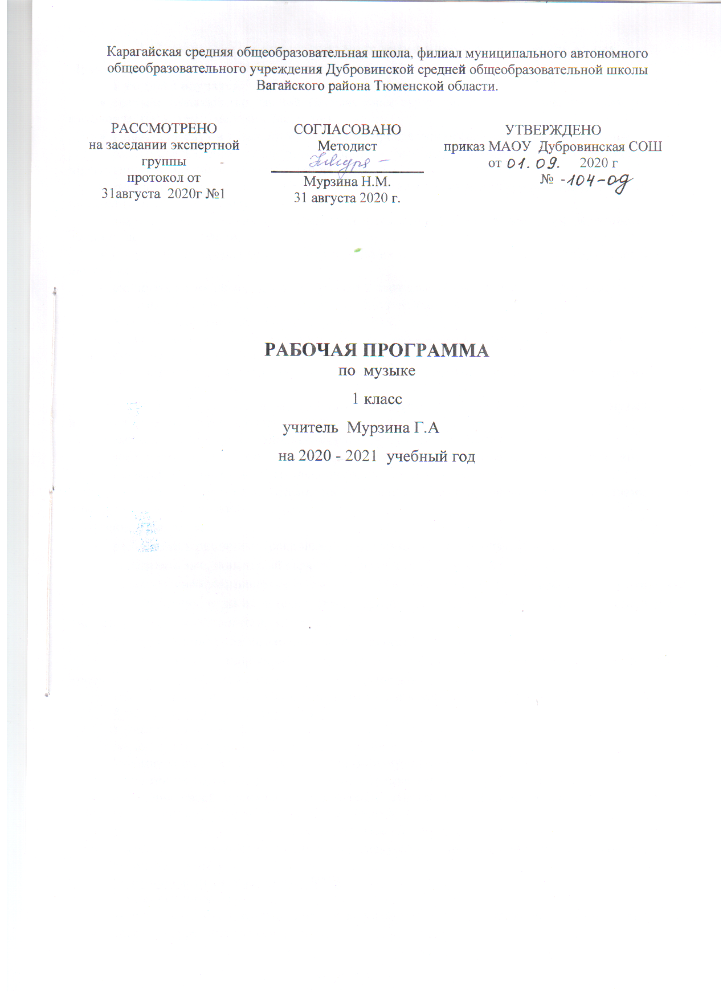 Карагайская средняя общеобразовательная школа, филиал муниципального автономного
общеобразовательного учреждения Дубровинской средней общеобразовательной школы
Вагайского района Тюменской области.
РАССМОТРЕНО
на заседании экспертной
группы
протокол от
31августа 2020г №1
СОГЛАСОВАНО
Методист
Мурзина Н.М.
31 августа 2020 г.
УТВЕРЖДЕНО
приказ МАОУ Дубровинская СОШ
от 01. 09. 2020 г
№ -104-од
РАБОЧАЯ ПРОГРАММА
по музыке
1 класс
учитель Мурзина Г.А
на 2020 - 2021 учебный год